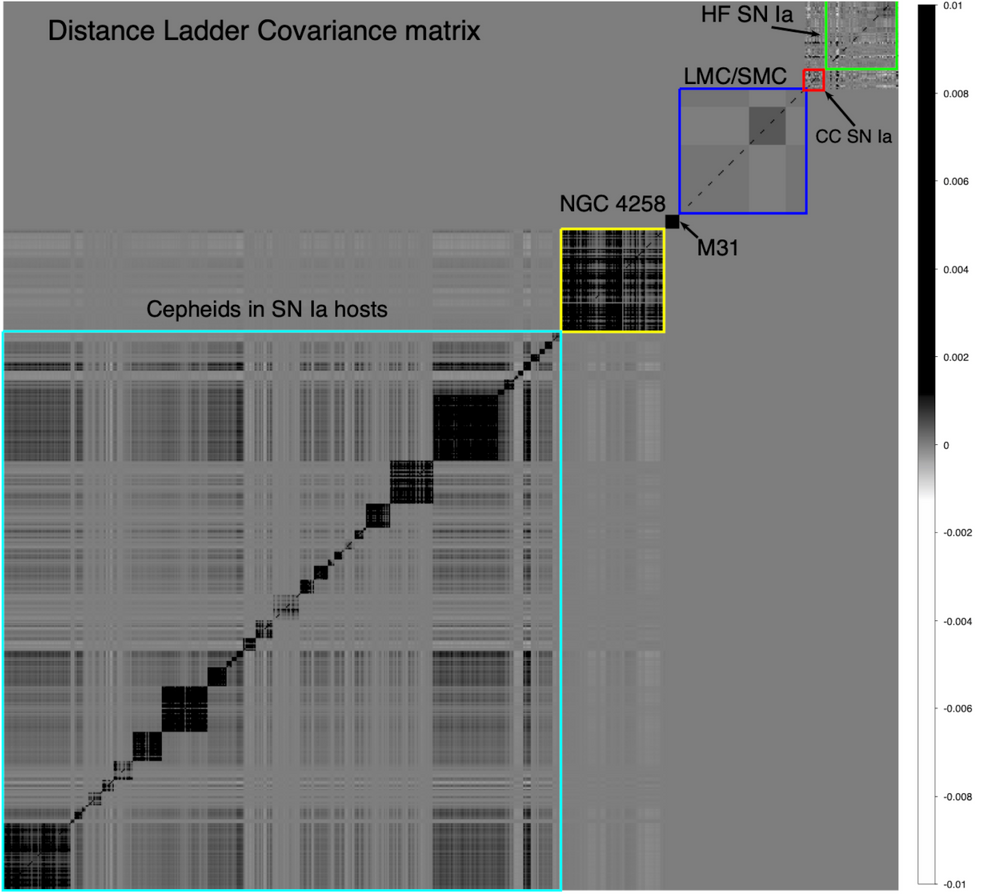 HF SN Ia
Distance Ladder Covariance matrix
LMC/SMC
CC SN Ia
NGC 4258
M31
Cepheids in SN Ia hosts
0.01
0.008
0.006
0.004
0.002
0
-0.002
-0.004
-0.006
-0.008
-0.01